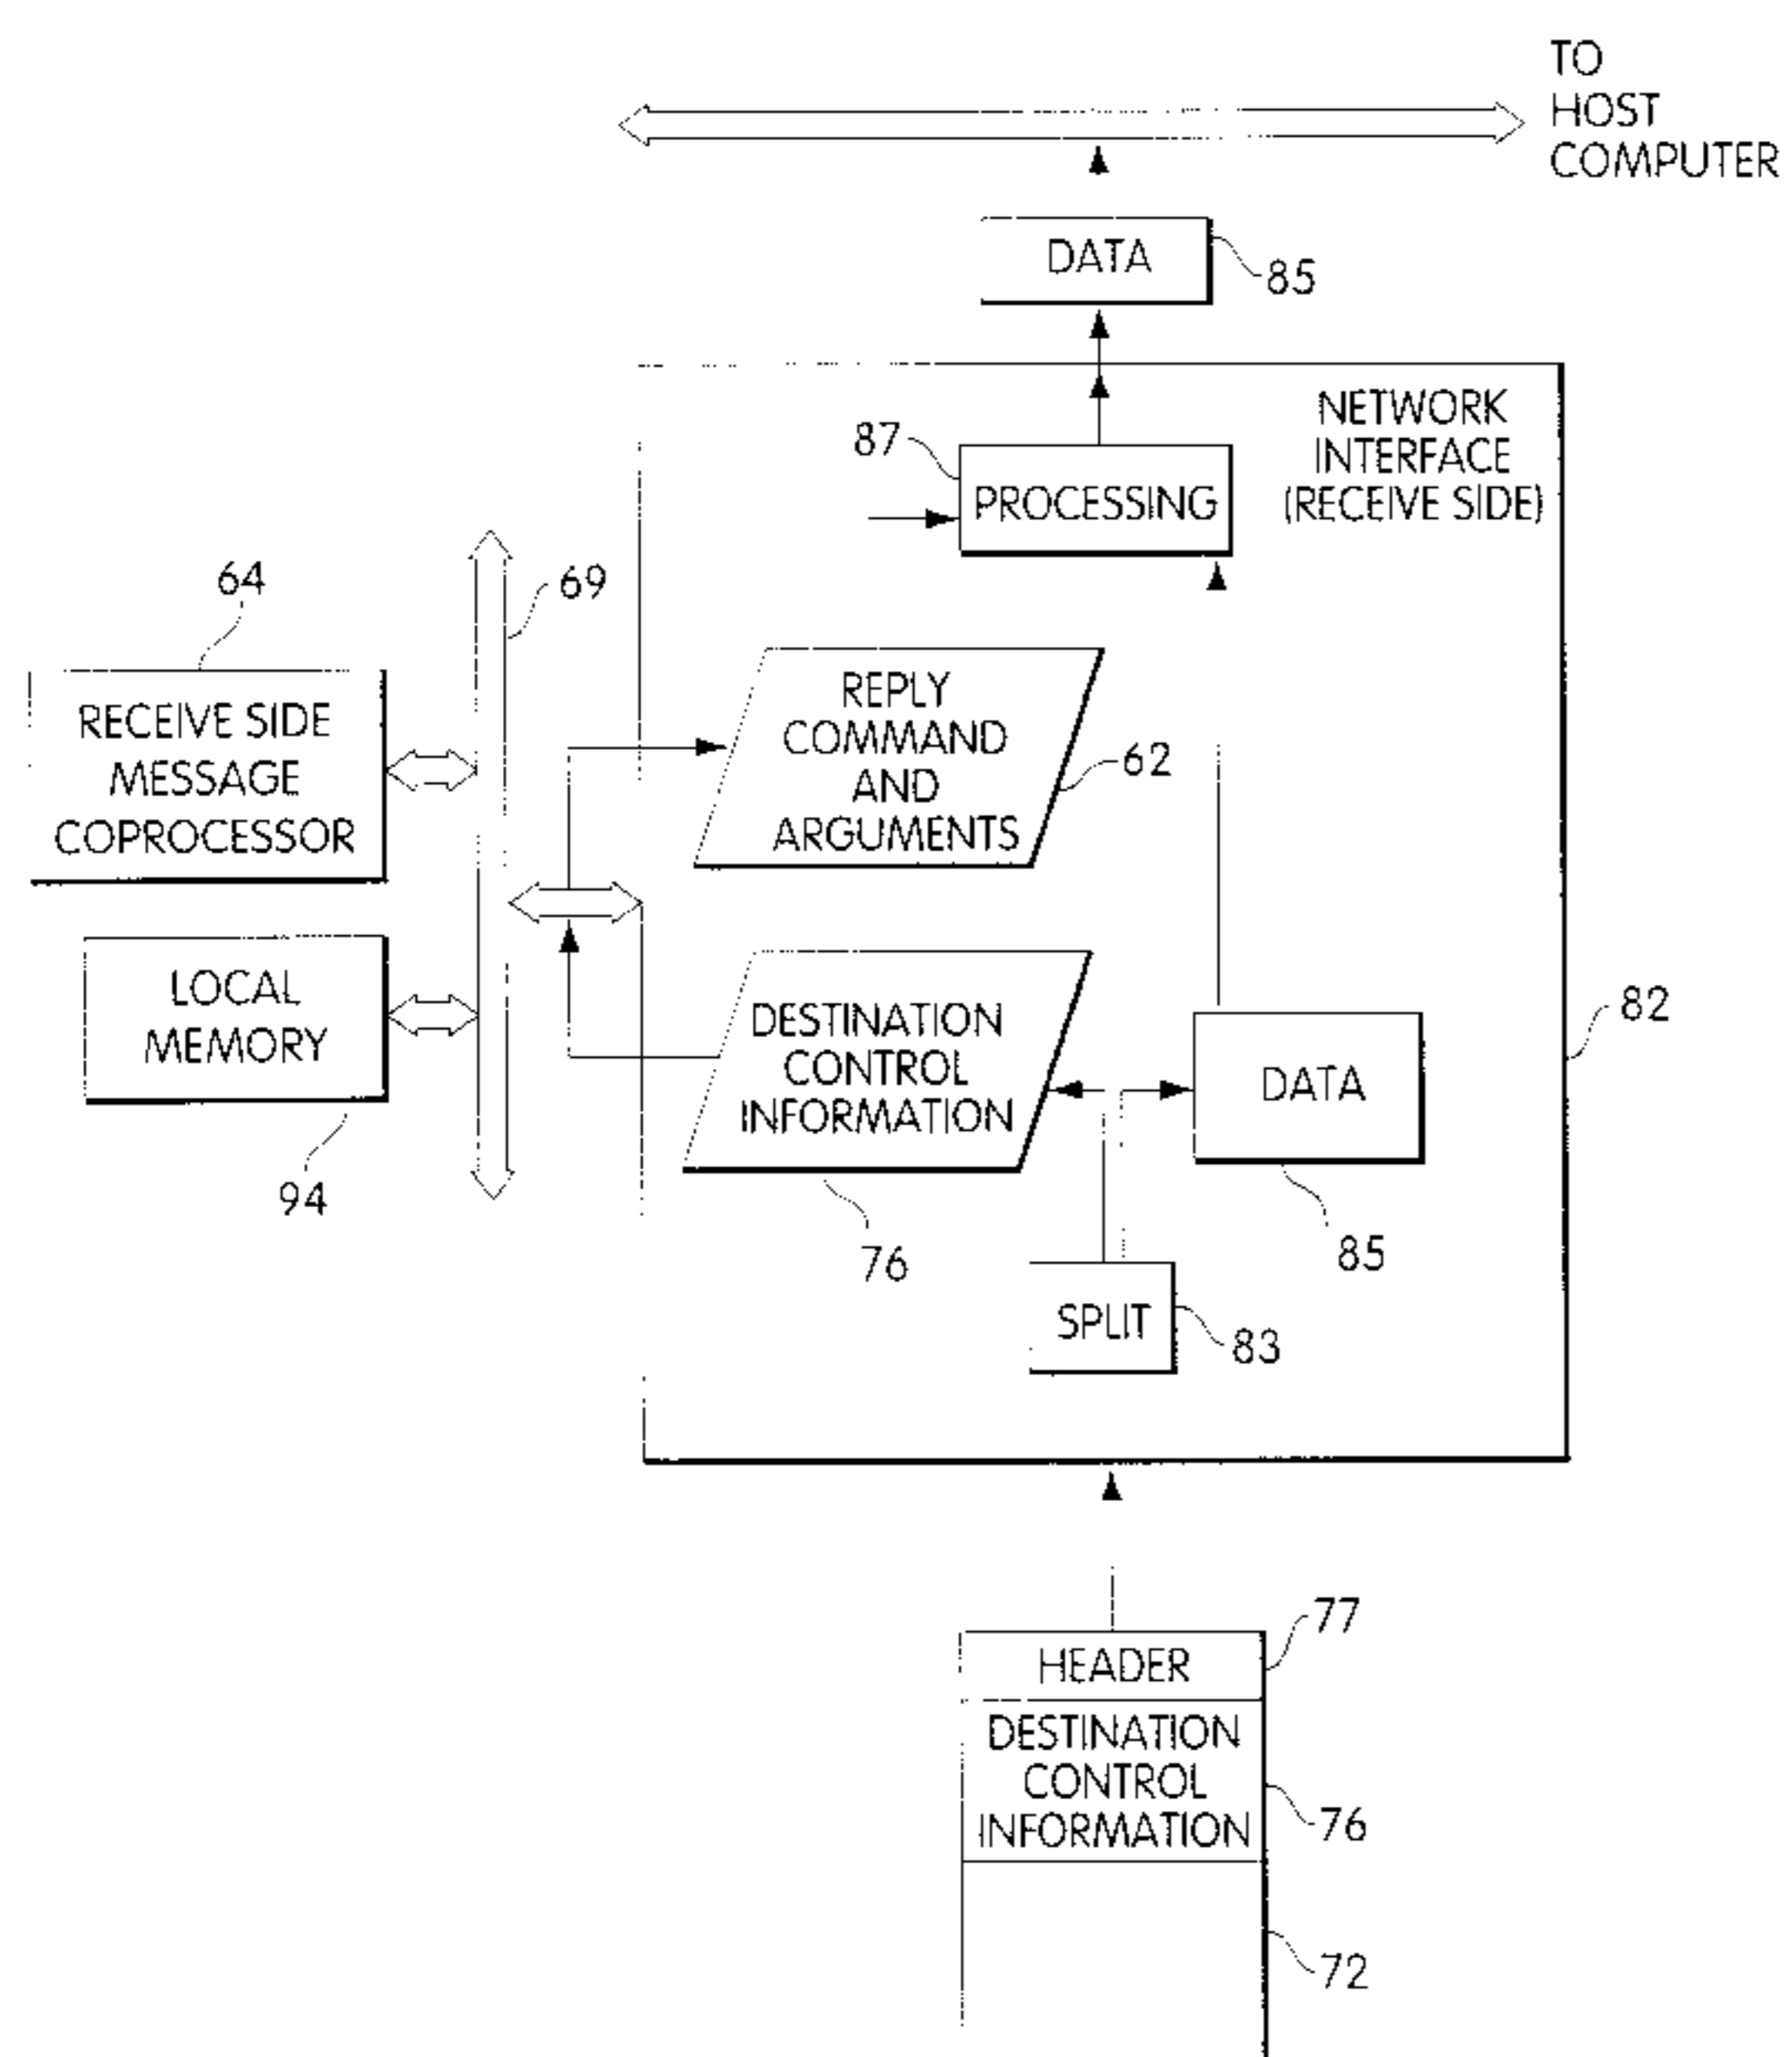 TO
HOST
COMPUTER
DATA
85
NETWORK
INTERFACE
(RECEIVE SIDE)
87
PROCESSING
64
69
RECEIVE SIDE
MESSAGE
COPROCESSOR
REPLY
COMMAND
AND
ARGUMENTS
62
LOCAL
MEMORY
94
DESTINATION
CONTROL
INFORMATION
76
DATA
85
82
SPLIT
83
HEADER
77
DESTINATION
CONTROL
INFORMATION
76
72